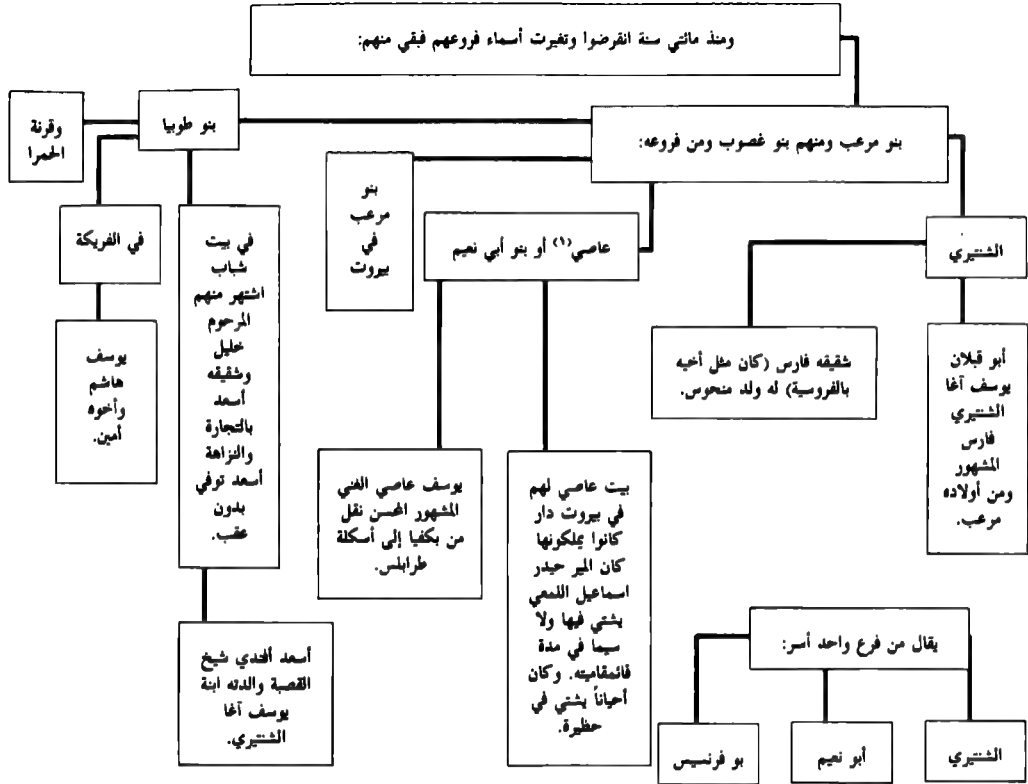 ومنذ مائتي سنة انقرضوا وتغيرت أسماء فروعهم فبقي منهم:
بنو مرعب ومنهم بنو غصوب ومن فروعه:
الشنتيري
أبو قبلان
يوسف آغا
الشنتيري
فارس
المشهور
ومن أولاده
مرعب.
شقيقه فارس (كان مثل أخيه
بالفروسية) له ولد منحوس.
عاصي(١) أو بنو أبي نعيم
بيت عاصي لهم
في بيروت دار
كانوا يملكونها
كان المير حيدر
اسماعيل اللمعي
يشتي فيها ولا
سيما في مدة
قائمقاميته. وكان
أحياناً يشتي في
حظيرة.
يوسف عاصي الغني
المشهور المحسن نقل
من بكفيا إلى أسكلة
طرابلس.
بنو
مرعب
في
بيروت
بنو طوبيا
في بيت
شباب
اشتهر منهم
المرحوم
خليل
وشقيقه
أسعد
بالتجارة
والنزاهة
أسعد توفي
بدون
عقب.
أسعد أفندي شيخ
القصبة والدته ابنة
يوسف آغا
الشنتيري.
في الفريكة
يوسف
هاشم
وأخوه
أمين.
وقرنة
الحمرا
يقال من فرع واحد أسر:
الشنتيري
أبو نعيم
بو فرنسيس